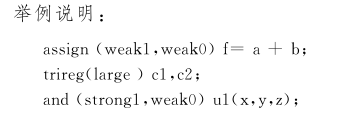 举例说明：
assign (weak1,weak0) f= a + b;
trireg(large ) c1,c2;
and (strong1,weak0) u1(x,y,z);